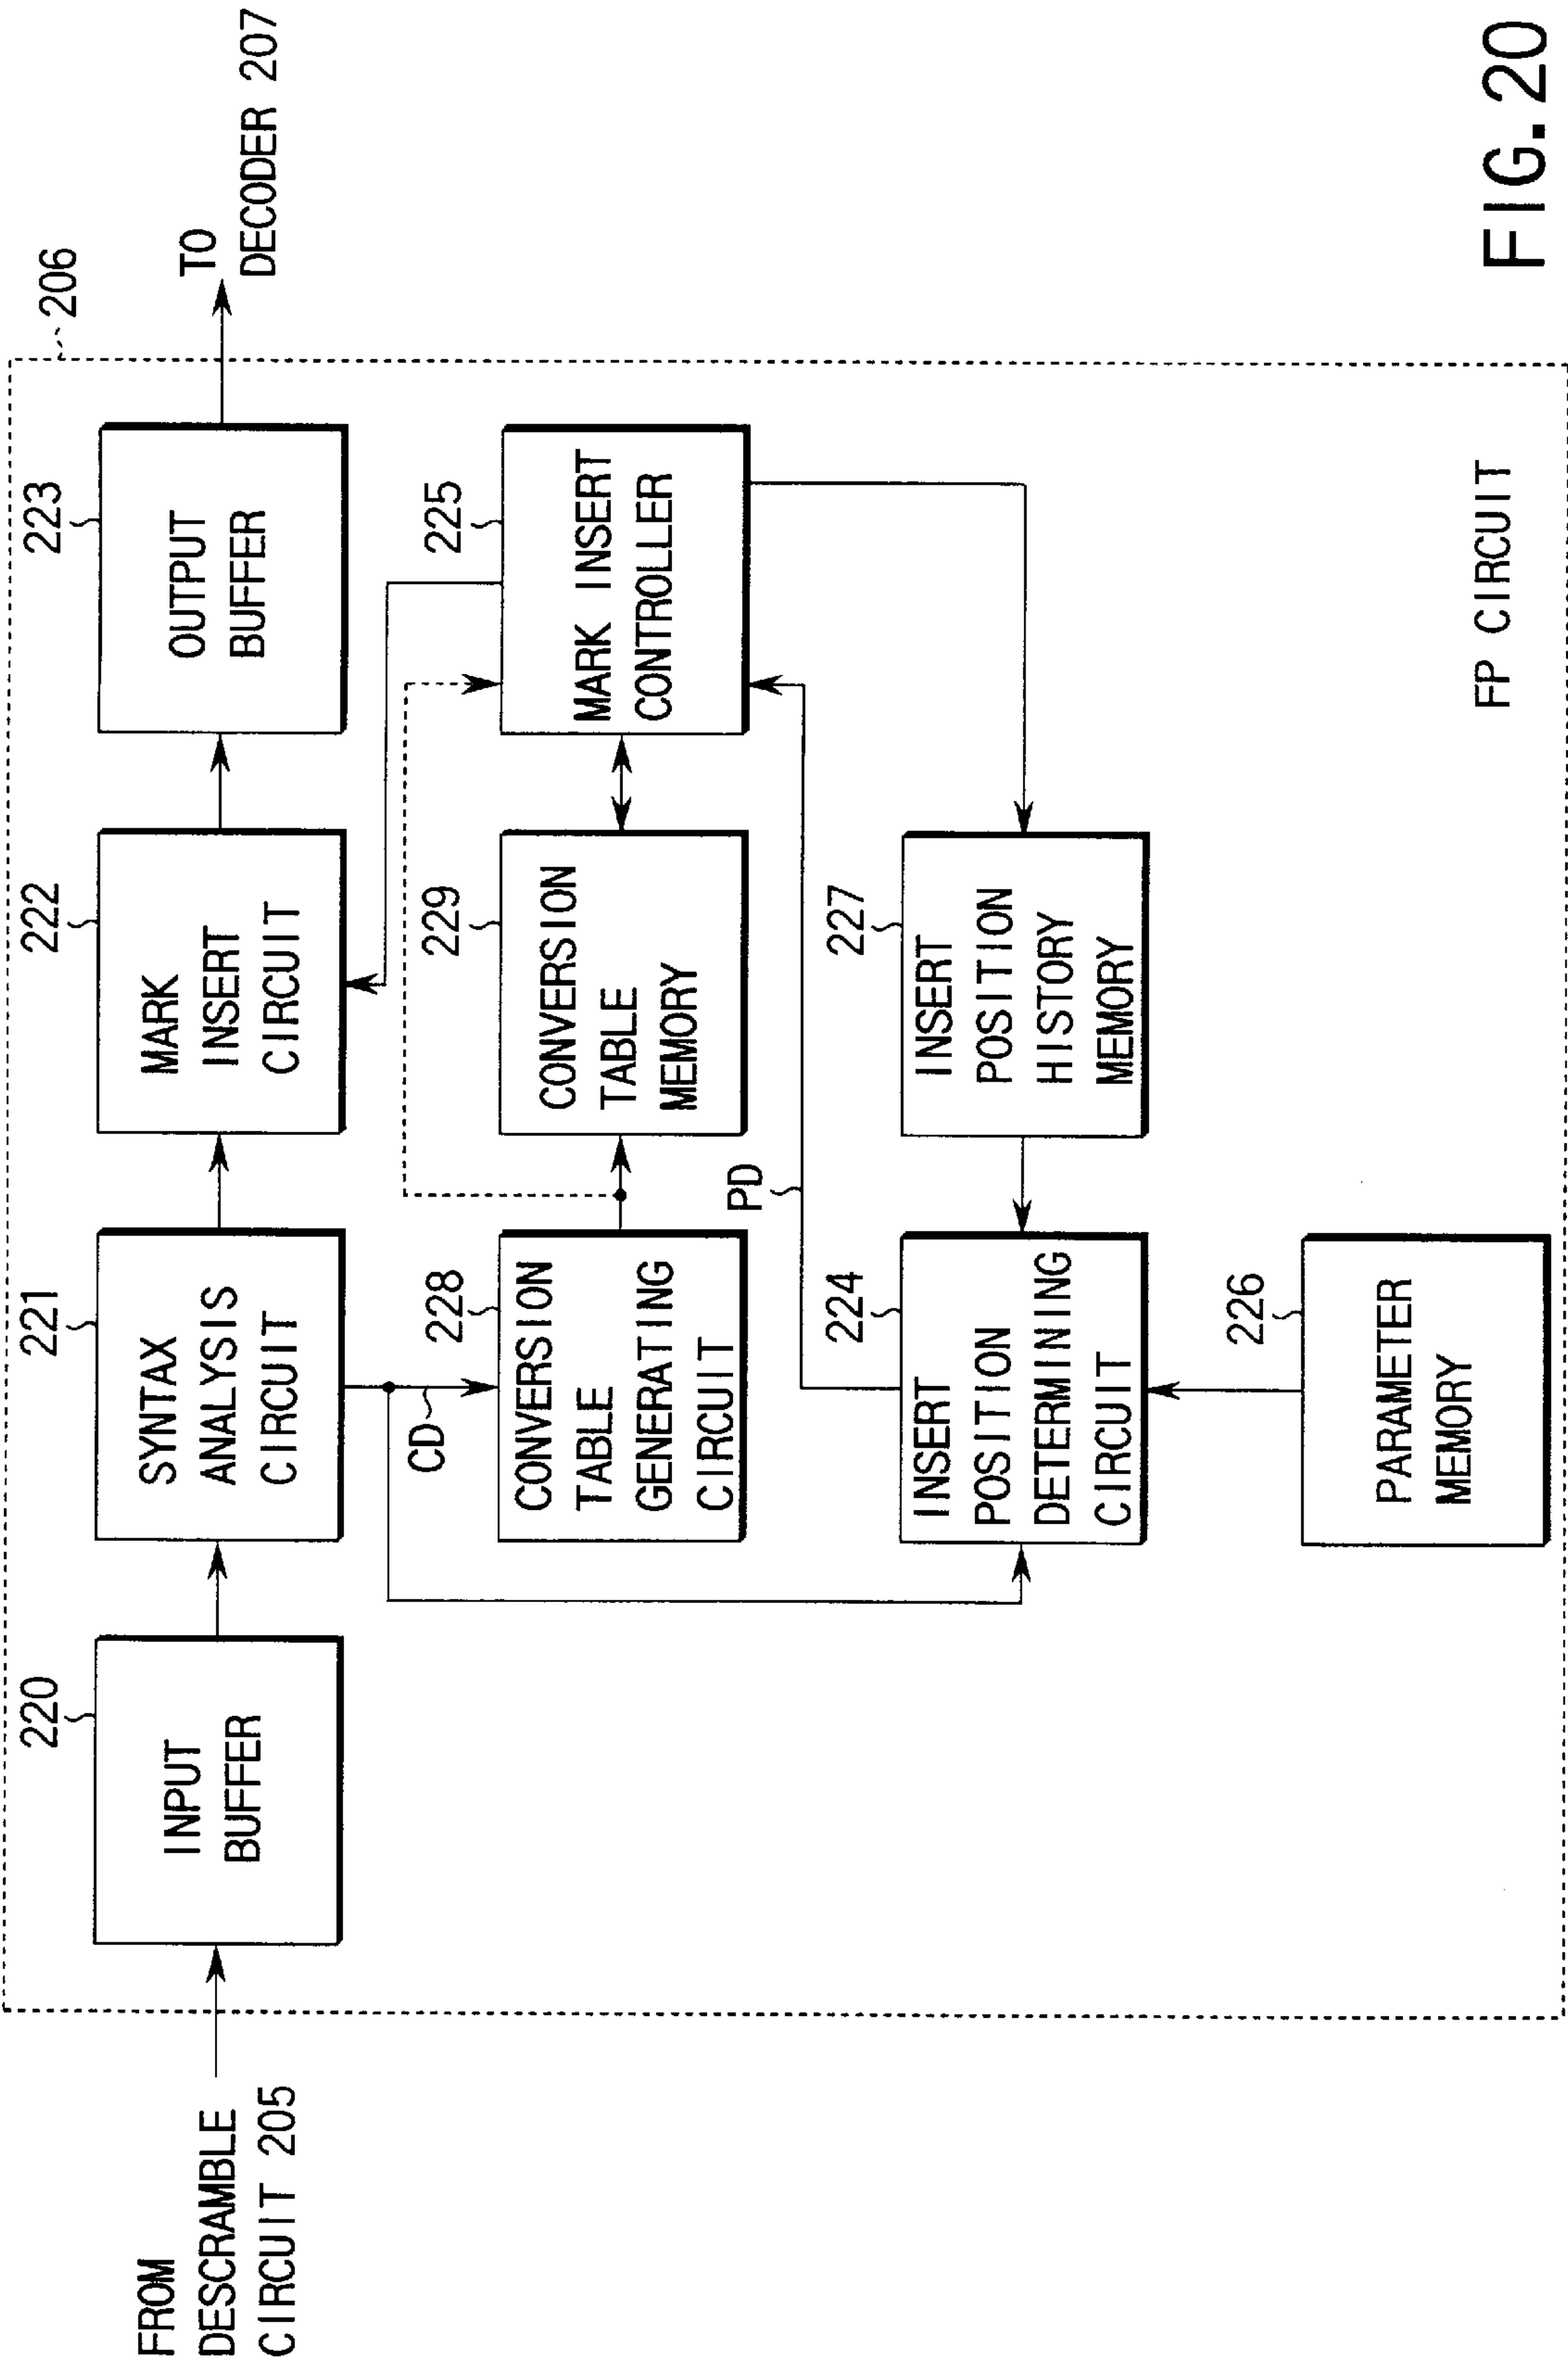 206
FROM
DESCRAMBLE
CIRCUIT 205
220
INPUT
BUFFER
221
SYNTAX
ANALYSIS
CIRCUIT
222
MARK
INSERT
CIRCUIT
223
OUTPUT
BUFFER
TO
DECODER 207
CD
228
CONVERSION
TABLE
GENERATING
CIRCUIT
229
CONVERSION
TABLE
MEMORY
225
MARK INSERT
CONTROLLER
PD
224
INSERT
POSITION
DETERMINING
CIRCUIT
227
INSERT
POSITION
HISTORY
MEMORY
226
PARAMETER
MEMORY
FP CIRCUIT
FIG.20